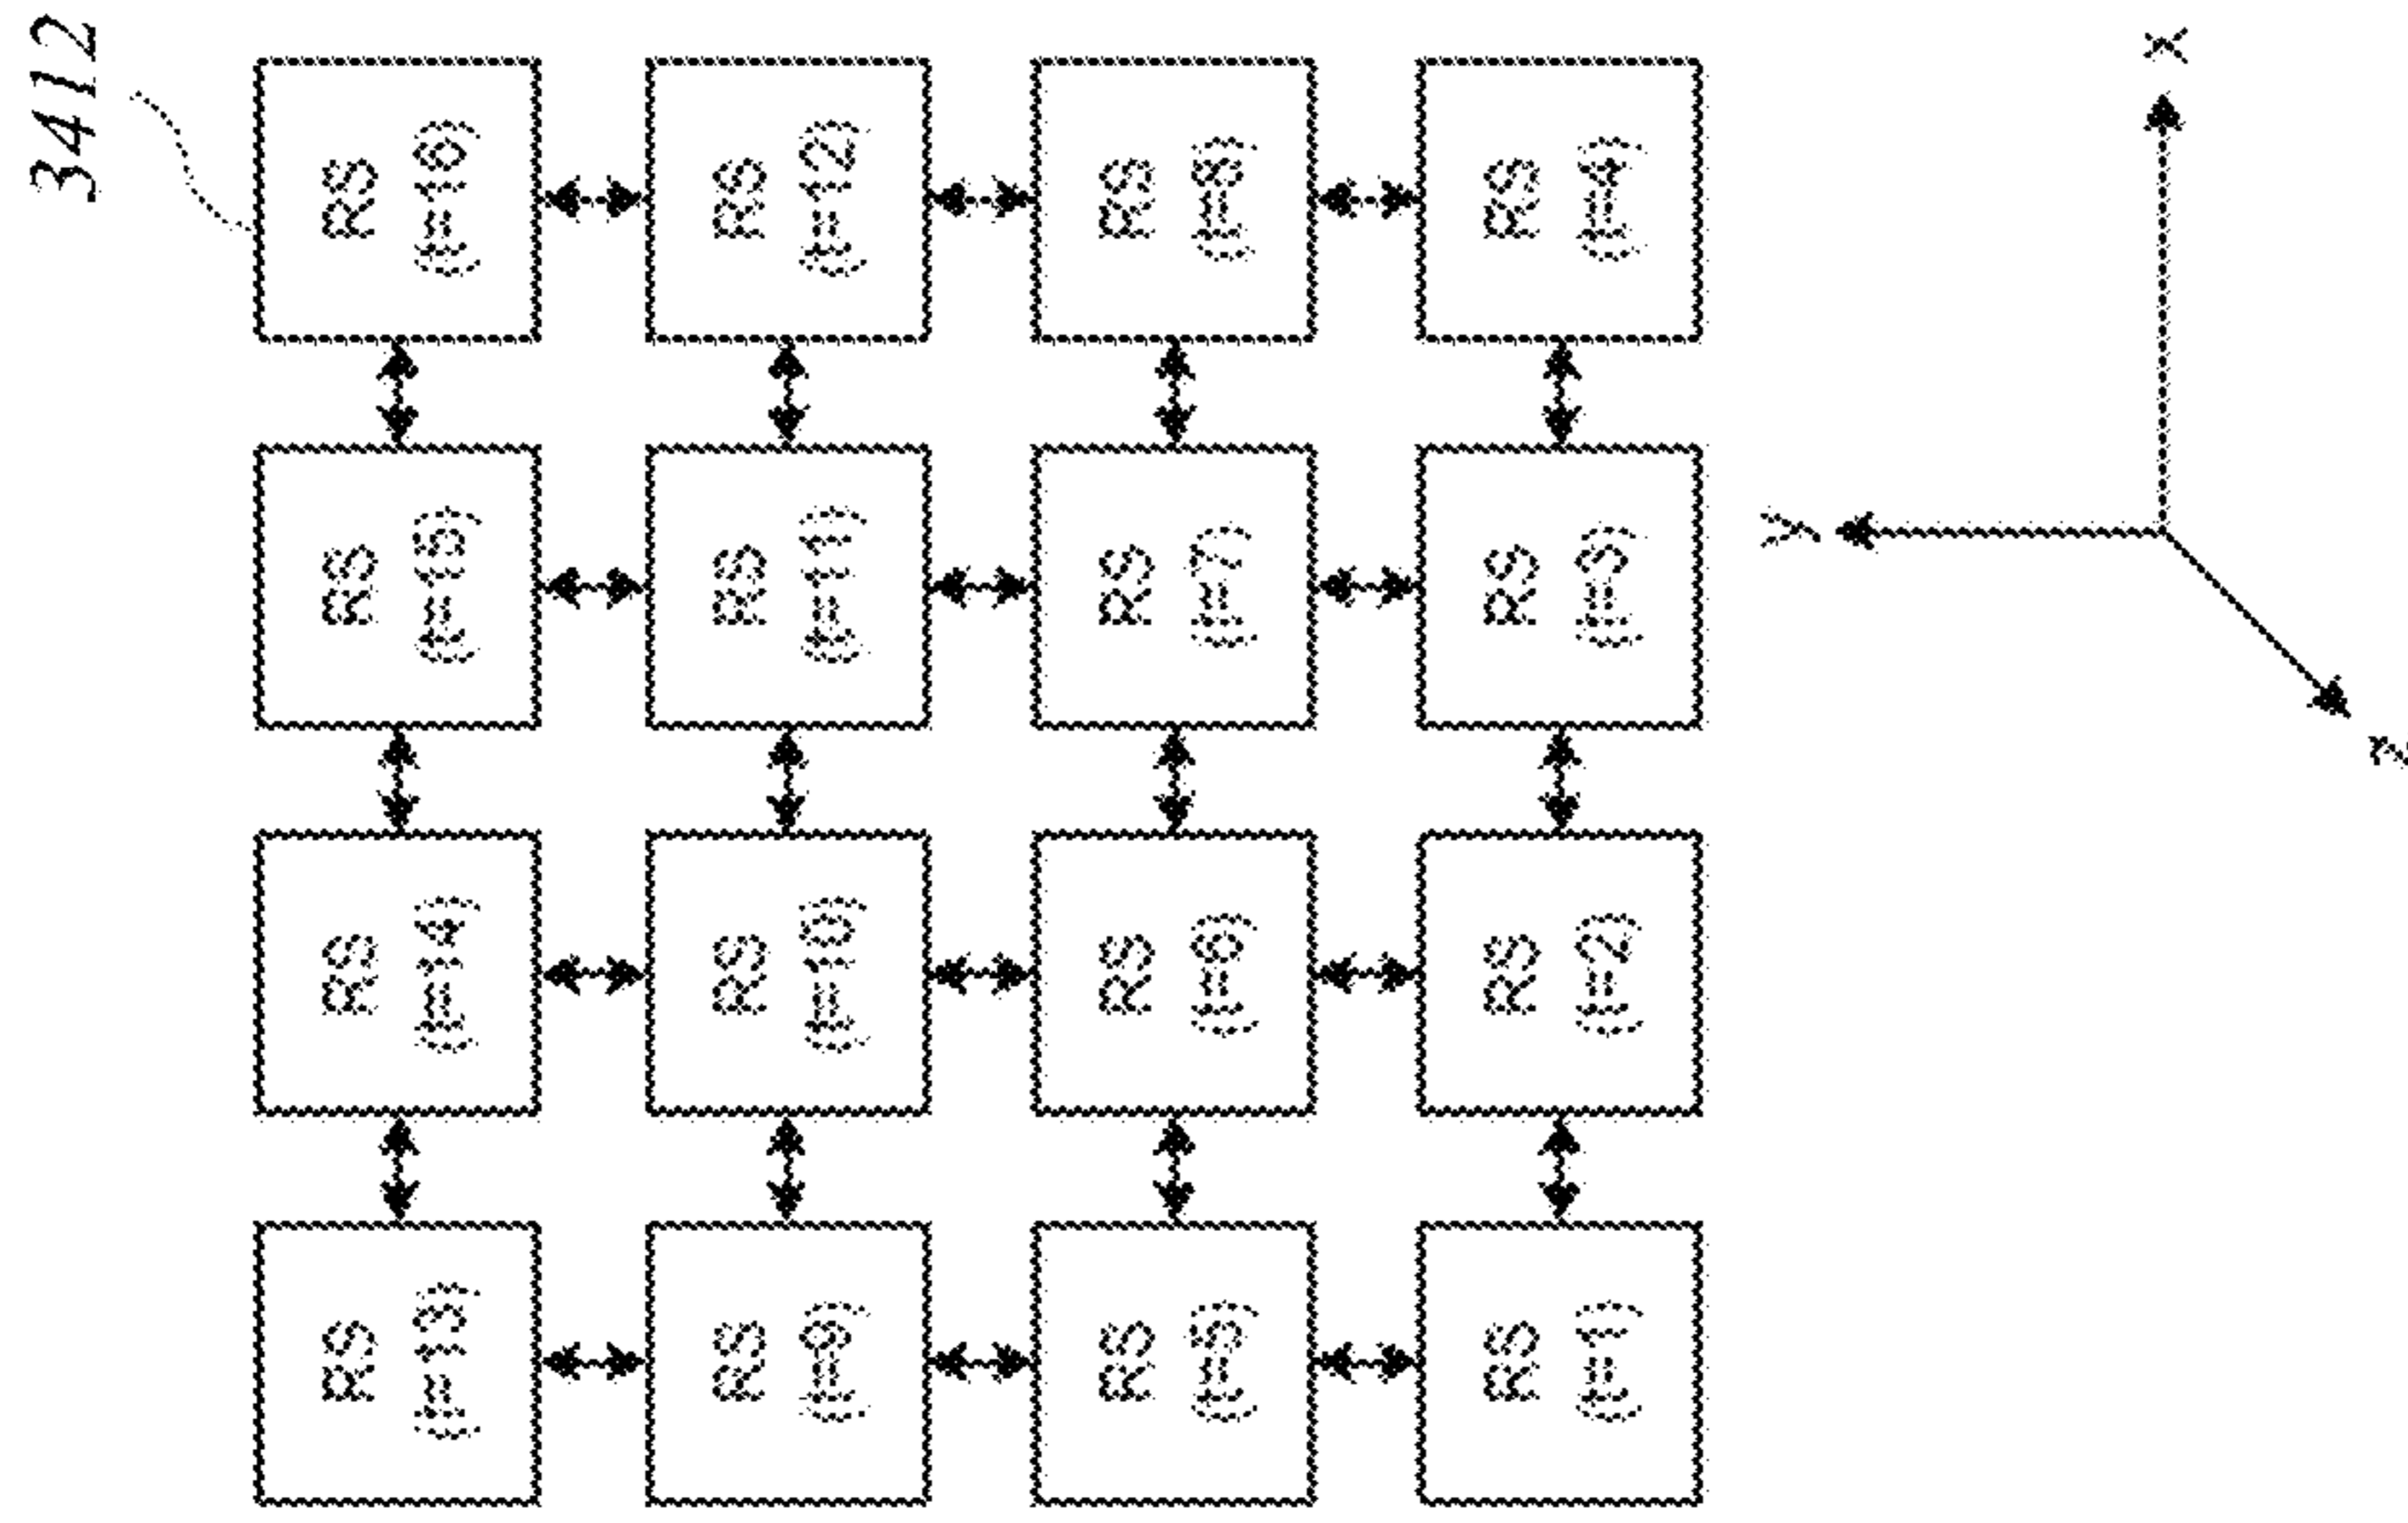 3412
RS
(I=13)
RS
(I=14)
RS
(I=15)
RS
(I=16)
RS
(I=9)
RS
(I=10)
RS
(I=11)
RS
(I=12)
RS
(I=5)
RS
(I=6)
RS
(I=7)
RS
(I=8)
RS
(I=1)
RS
(I=2)
RS
(I=3)
RS
(I=4)
y
x
z